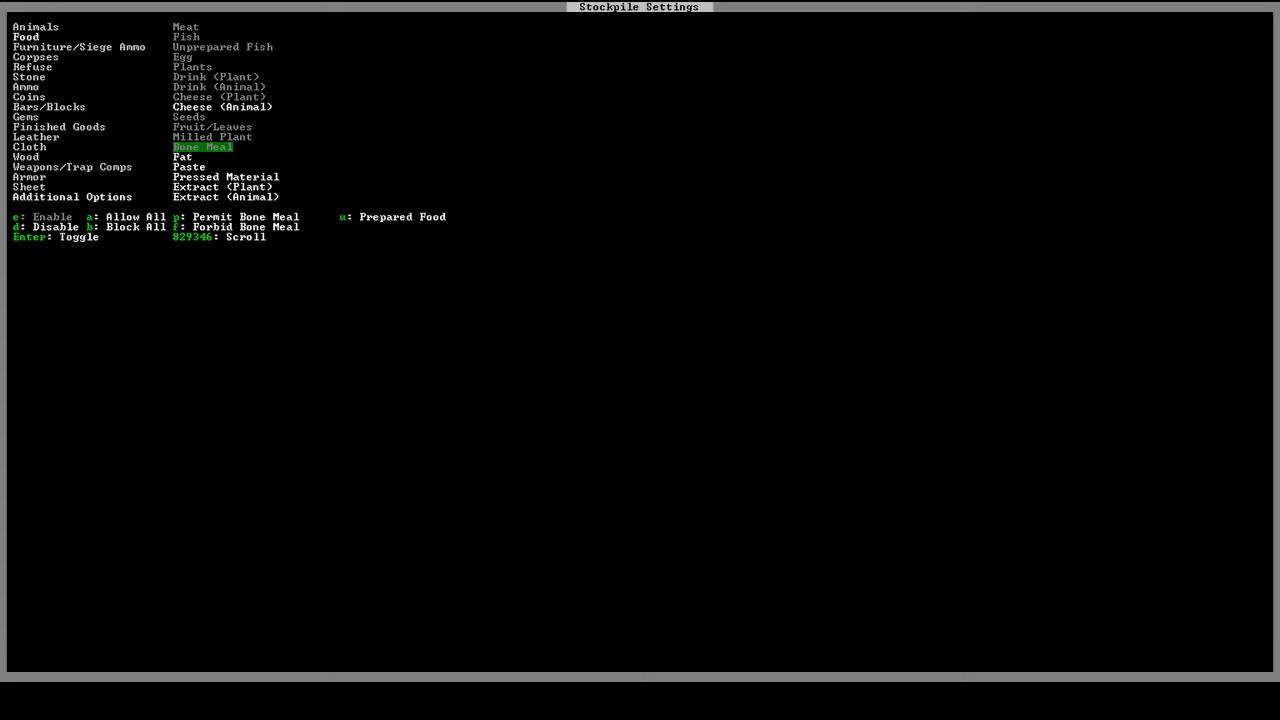 Stockpile Settings
Animals Meat
Food Fish
Furniture/Siege Ammo Unprepared Fish
Corpses Egg
Refuse Plants
Stone Drink (Plant)
Ammo Drink (Animal)
Coins Cheese (Plant)
Bars/Blocks Cheese (Animal)
Gems Seeds
Finished Goods Fruit/Leaves
Leather Milled Plant
Cloth Bone Meal
Wood Fat
Weapons/Trap Comps Paste
Armor Pressed Material
Sheet Extract (Plant)
Additional Options Extract (Animal)
e: Enable a: Allow All p: Permit Bone Meal u: Prepared Food
d: Disable b: Block All f: Forbid Bone Meal
Enter: Toggle 829346: Scroll